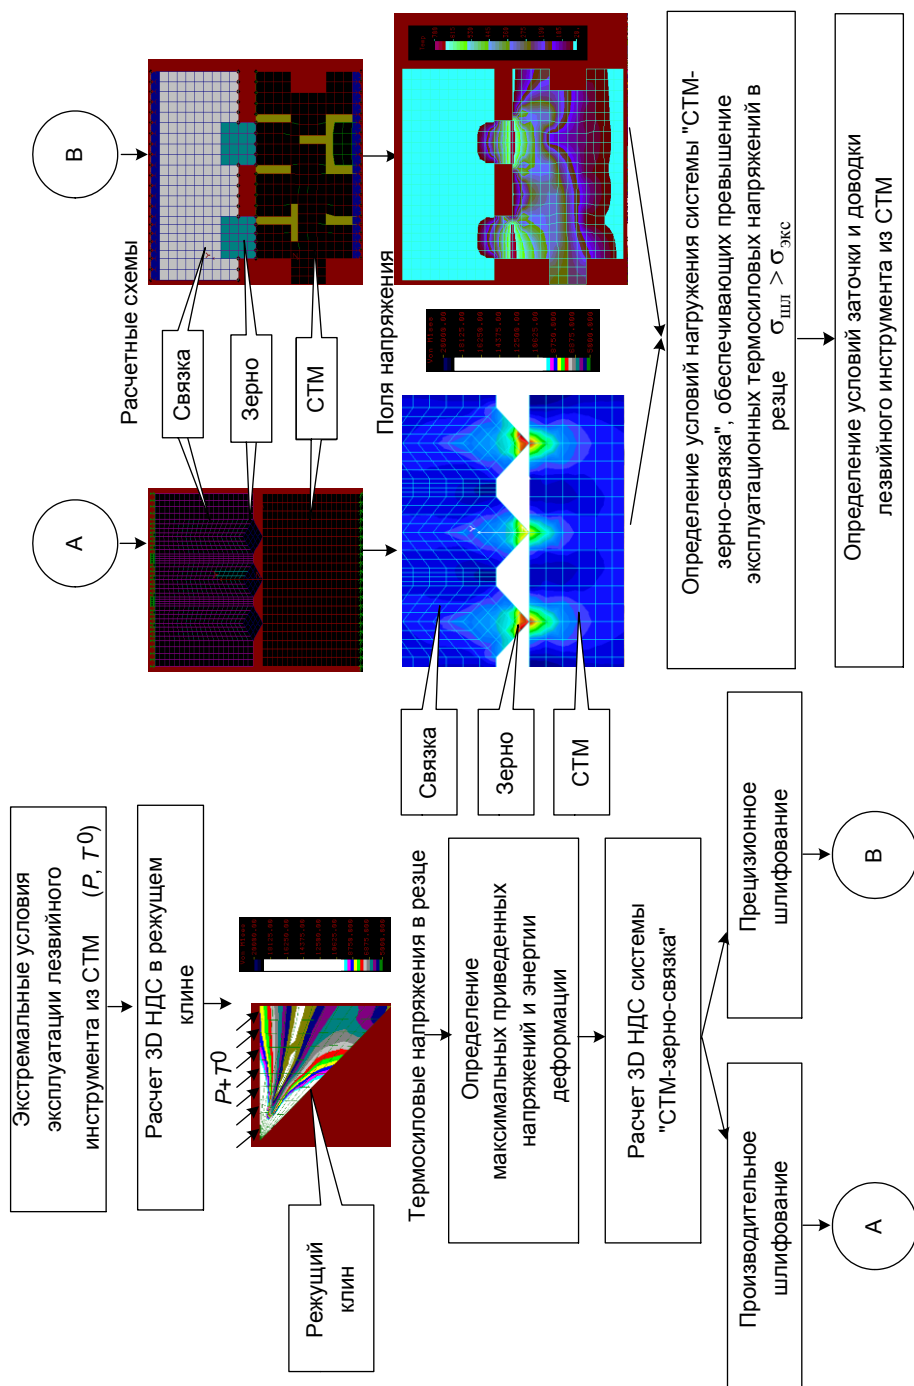 Экстремальные условия
эксплуатации лезвийного
инструмента из СТМ (P, T⁰)
Расчет 3D НДС в режущем
клине
P+T⁰
Режущий
клин
Термосиловые напряжения в резце
Определение
максимальных приведенных
напряжений и энергии
деформации
Расчет 3D НДС системы
"СТМ-зерно-связка"
Производительное
шлифование
Прецизионное
шлифование
А
В
А
В
Расчетные схемы
Связка
Зерно
СТМ
Поля напряжения
Связка
Зерно
СТМ
Определение условий нагружения системы "СТМ-
зерно-связка", обеспечивающих превышение
эксплуатационных термосиловых напряжений в
резце σшл > σэкс
Определение условий заточки и доводки
лезвийного инструмента из СТМ